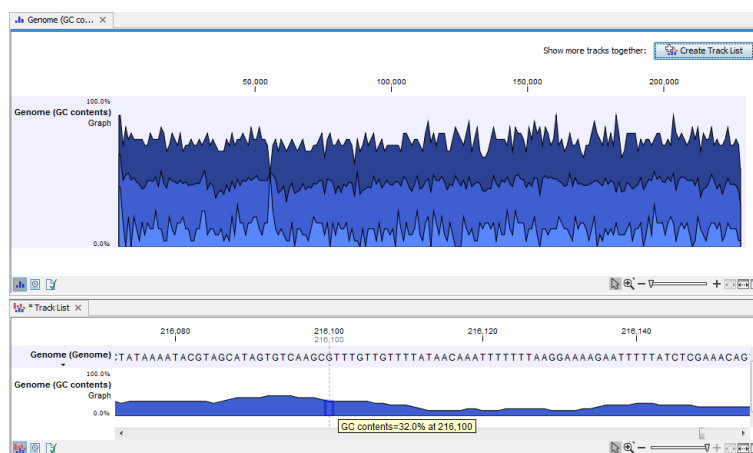 Genome (GC co...
Show more tracks together: Create Track List
50,000 100,000 150,000 200,000
100.0%
Genome (GC contents)
Graph
0.0%
* Track List
216,080 216,100 216,120 216,140
216,100
Genome (Genome) CTATAAAATACGTAGCATAGTGTCAAGCGTTTGTTGTTTTATAACAAATTTTTTTAAGGAAAAGAATTTTTATCTCGAAACAG
100.0%
Genome (GC contents)
Graph
0.0%
GC contents=32.0% at 216,100